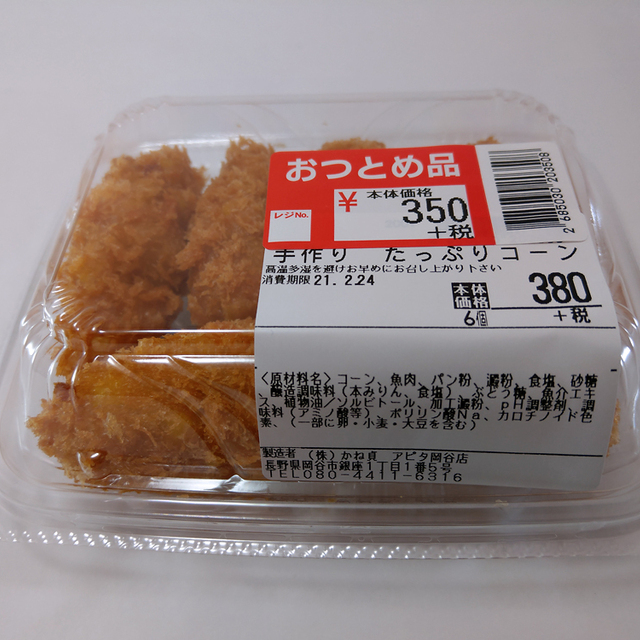 おつとめ品
本体価格
レジNo.
¥
350
+税
2 685030 203508
手作り たっぷりコーン
高温多湿を避けお早めにお召し上がり下さい
消費期限21.2.24
本体価格
380
6個
+税
〈原材料名〉コーン、魚肉、パン粉、澱粉、食塩、砂糖
、醸造調味料(本みりん、食塩)、ぶどう糖、魚介エキ
ス、植物油/ソルビトール、加工澱粉、pH調整剤、調
味料(アミノ酸等)、ポリリン酸Na、カロチノイド色
素、(一部に卵・小麦・大豆を含む)
製造者 (株)かね貞 アピタ岡谷店
長野県岡谷市銀座1丁目1番5号
TEL080-4411-6316